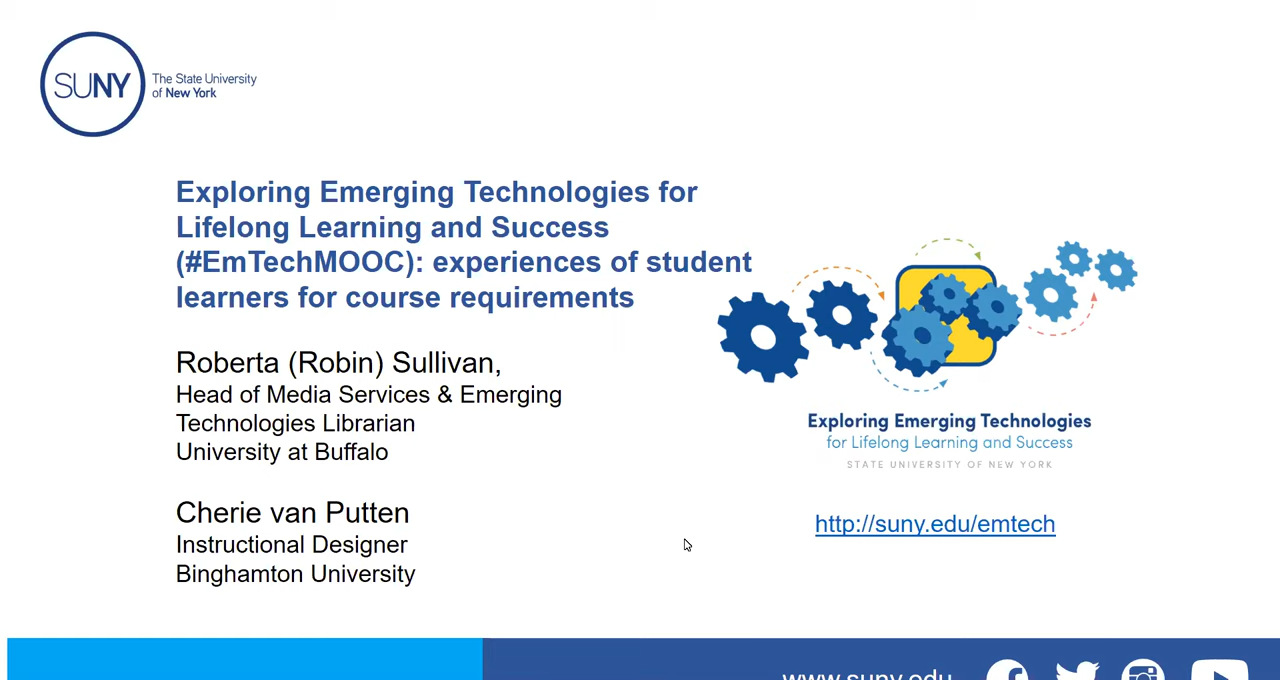 SUNY
The State University
of New York
Exploring Emerging Technologies for
Lifelong Learning and Success
(#EmTechMOOC): experiences of student
learners for course requirements
Roberta (Robin) Sullivan,
Head of Media Services & Emerging
Technologies Librarian
University at Buffalo
Cherie van Putten
Instructional Designer
Binghamton University
Exploring Emerging Technologies
for Lifelong Learning and Success
STATE UNIVERSITY OF NEW YORK
http://suny.edu/emtech
www.suny.edu